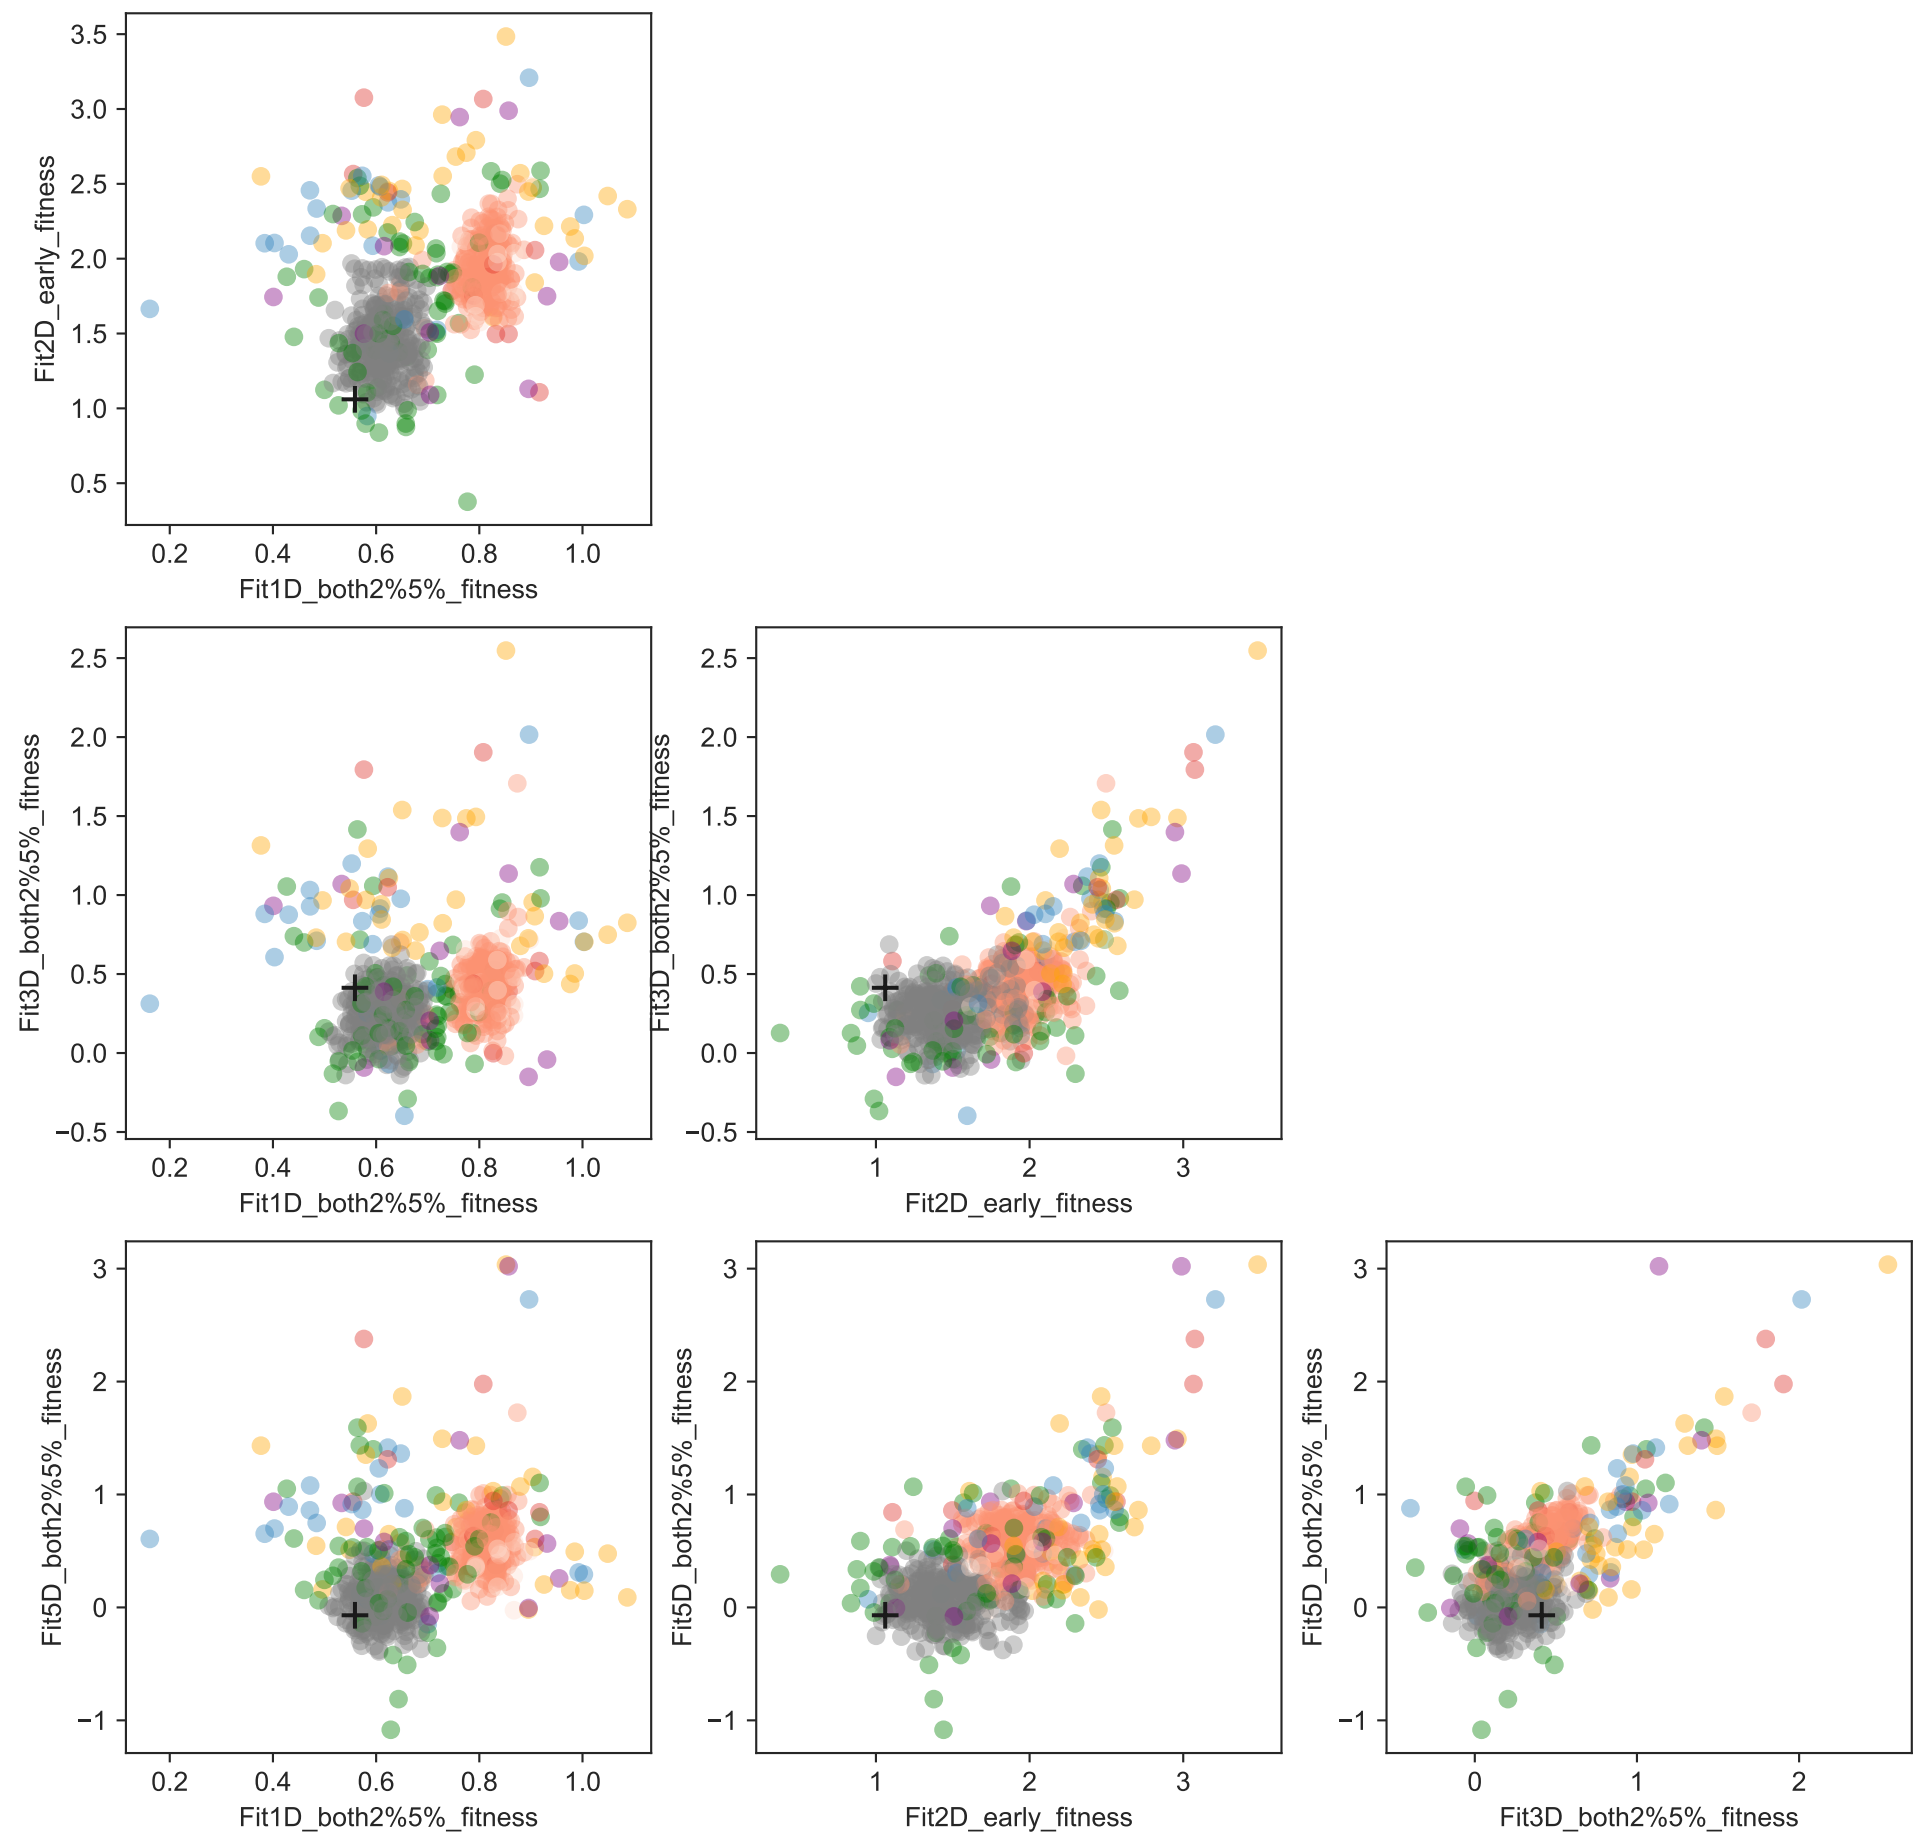 3.5
3.0
2.5
2.0
1.5
1.0
0.5
Fit2D_early_fitness
0.2 0.4 0.6 0.8 1.0
Fit1D_both2%5%_fitness
2.5
2.0
1.5
1.0
0.5
0.0
−0.5
Fit3D_both2%5%_fitness
0.2 0.4 0.6 0.8 1.0
Fit1D_both2%5%_fitness
2.5
2.0
1.5
1.0
0.5
0.0
−0.5
Fit3D_both2%5%_fitness
1 2 3
Fit2D_early_fitness
3
2
1
0
−1
Fit5D_both2%5%_fitness
0.2 0.4 0.6 0.8 1.0
Fit1D_both2%5%_fitness
3
2
1
0
−1
Fit5D_both2%5%_fitness
1 2 3
Fit2D_early_fitness
3
2
1
0
−1
Fit5D_both2%5%_fitness
0 1 2
Fit3D_both2%5%_fitness